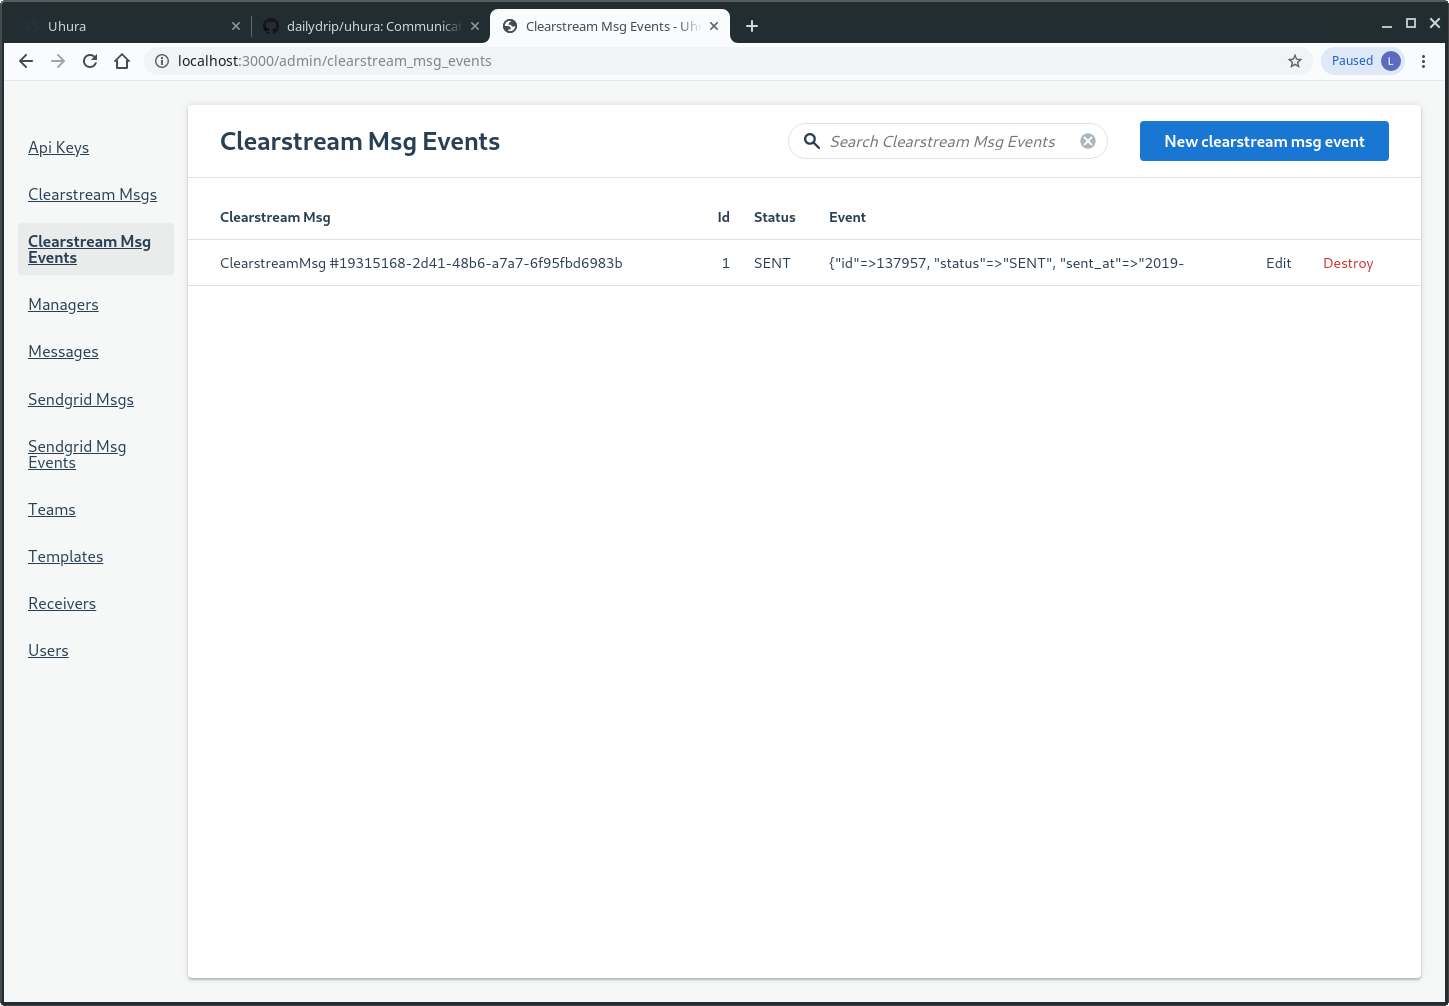 Uhura
dailydrip/uhura: Communica
Clearstream Msg Events - Uh
localhost:3000/admin/clearstream_msg_events
Paused
L
Api Keys
Clearstream Msgs
Clearstream Msg
Events
Managers
Messages
Sendgrid Msgs
Sendgrid Msg
Events
Teams
Templates
Receivers
Users
Clearstream Msg Events
Search Clearstream Msg Events
New clearstream msg event
Clearstream Msg Id Status Event
ClearstreamMsg #19315168-2d41-48b6-a7a7-6f95fbd6983b 1 SENT {"id"=>137957, "status"=>"SENT", "sent_at"=>"2019- Edit Destroy